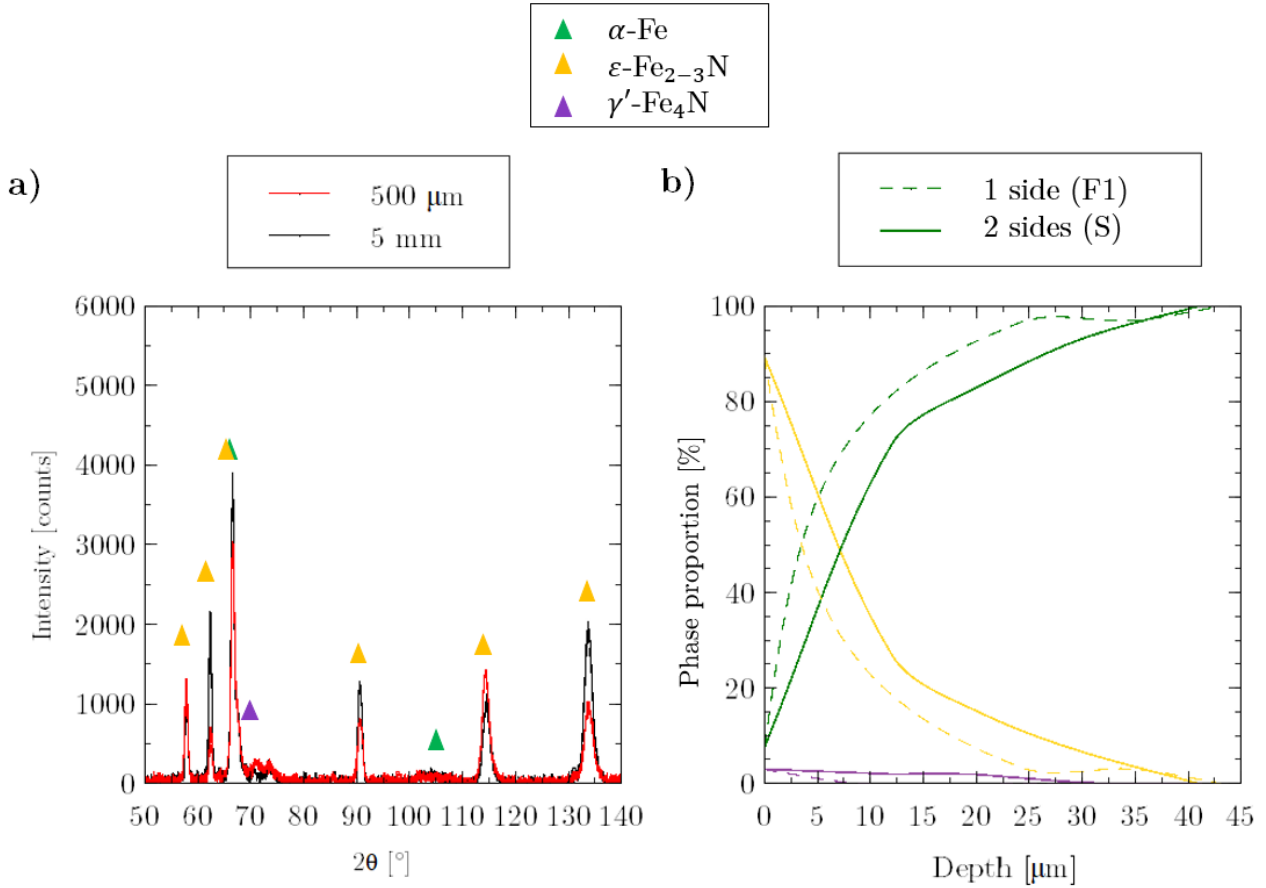 α-Fe
ε-Fe₂₋₃N
γ′-Fe₄N
a)
500 μm
5 mm
b)
1 side (F1)
2 sides (S)
6000
5000
4000
3000
2000
1000
0
Intensity [counts]
50 60 70 80 90 100 110 120 130 140
2θ [°]
100
80
60
40
20
0
Phase proportion [%]
0 5 10 15 20 25 30 35 40 45
Depth [μm]